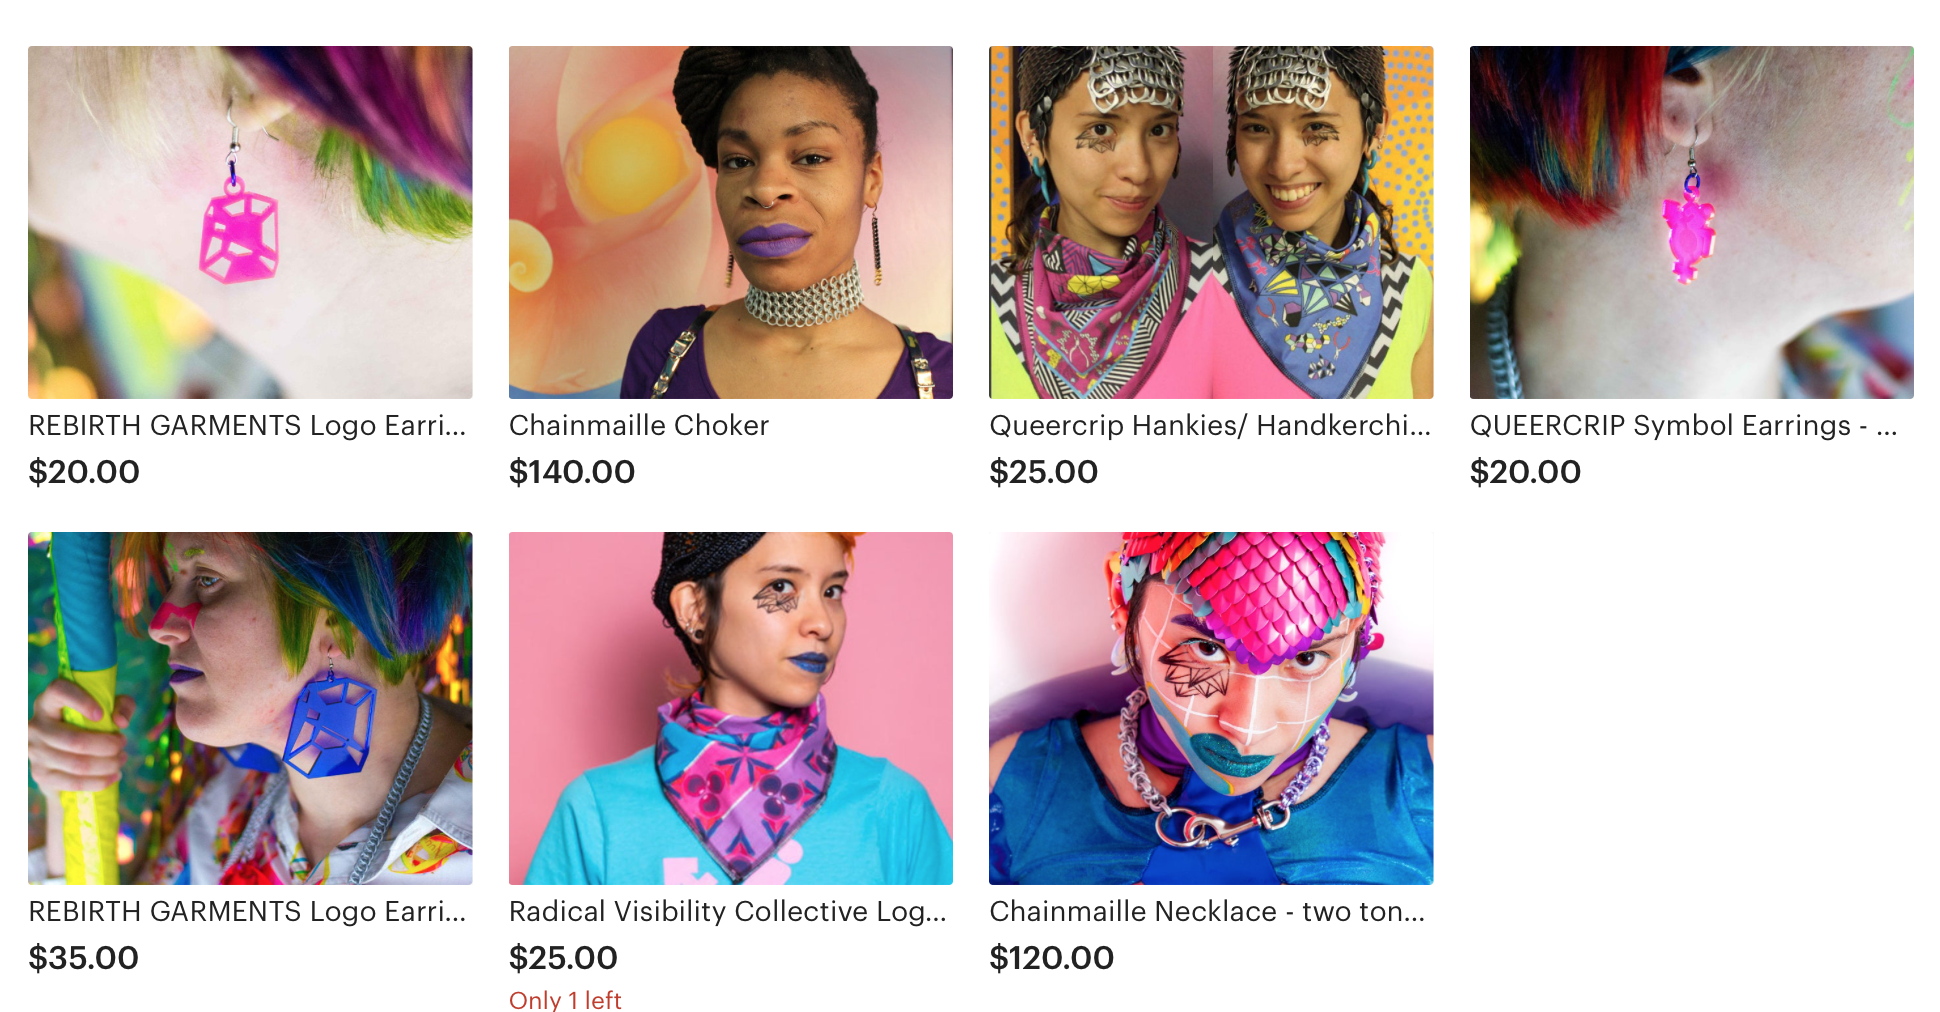 REBIRTH GARMENTS Logo Earri...
$20.00
Chainmaille Choker
$140.00
Queercrip Hankies/ Handkerchi...
$25.00
QUEERCRIP Symbol Earrings - ...
$20.00
REBIRTH GARMENTS Logo Earri...
$35.00
Radical Visibility Collective Log...
$25.00
Only 1 left
Chainmaille Necklace - two ton...
$120.00